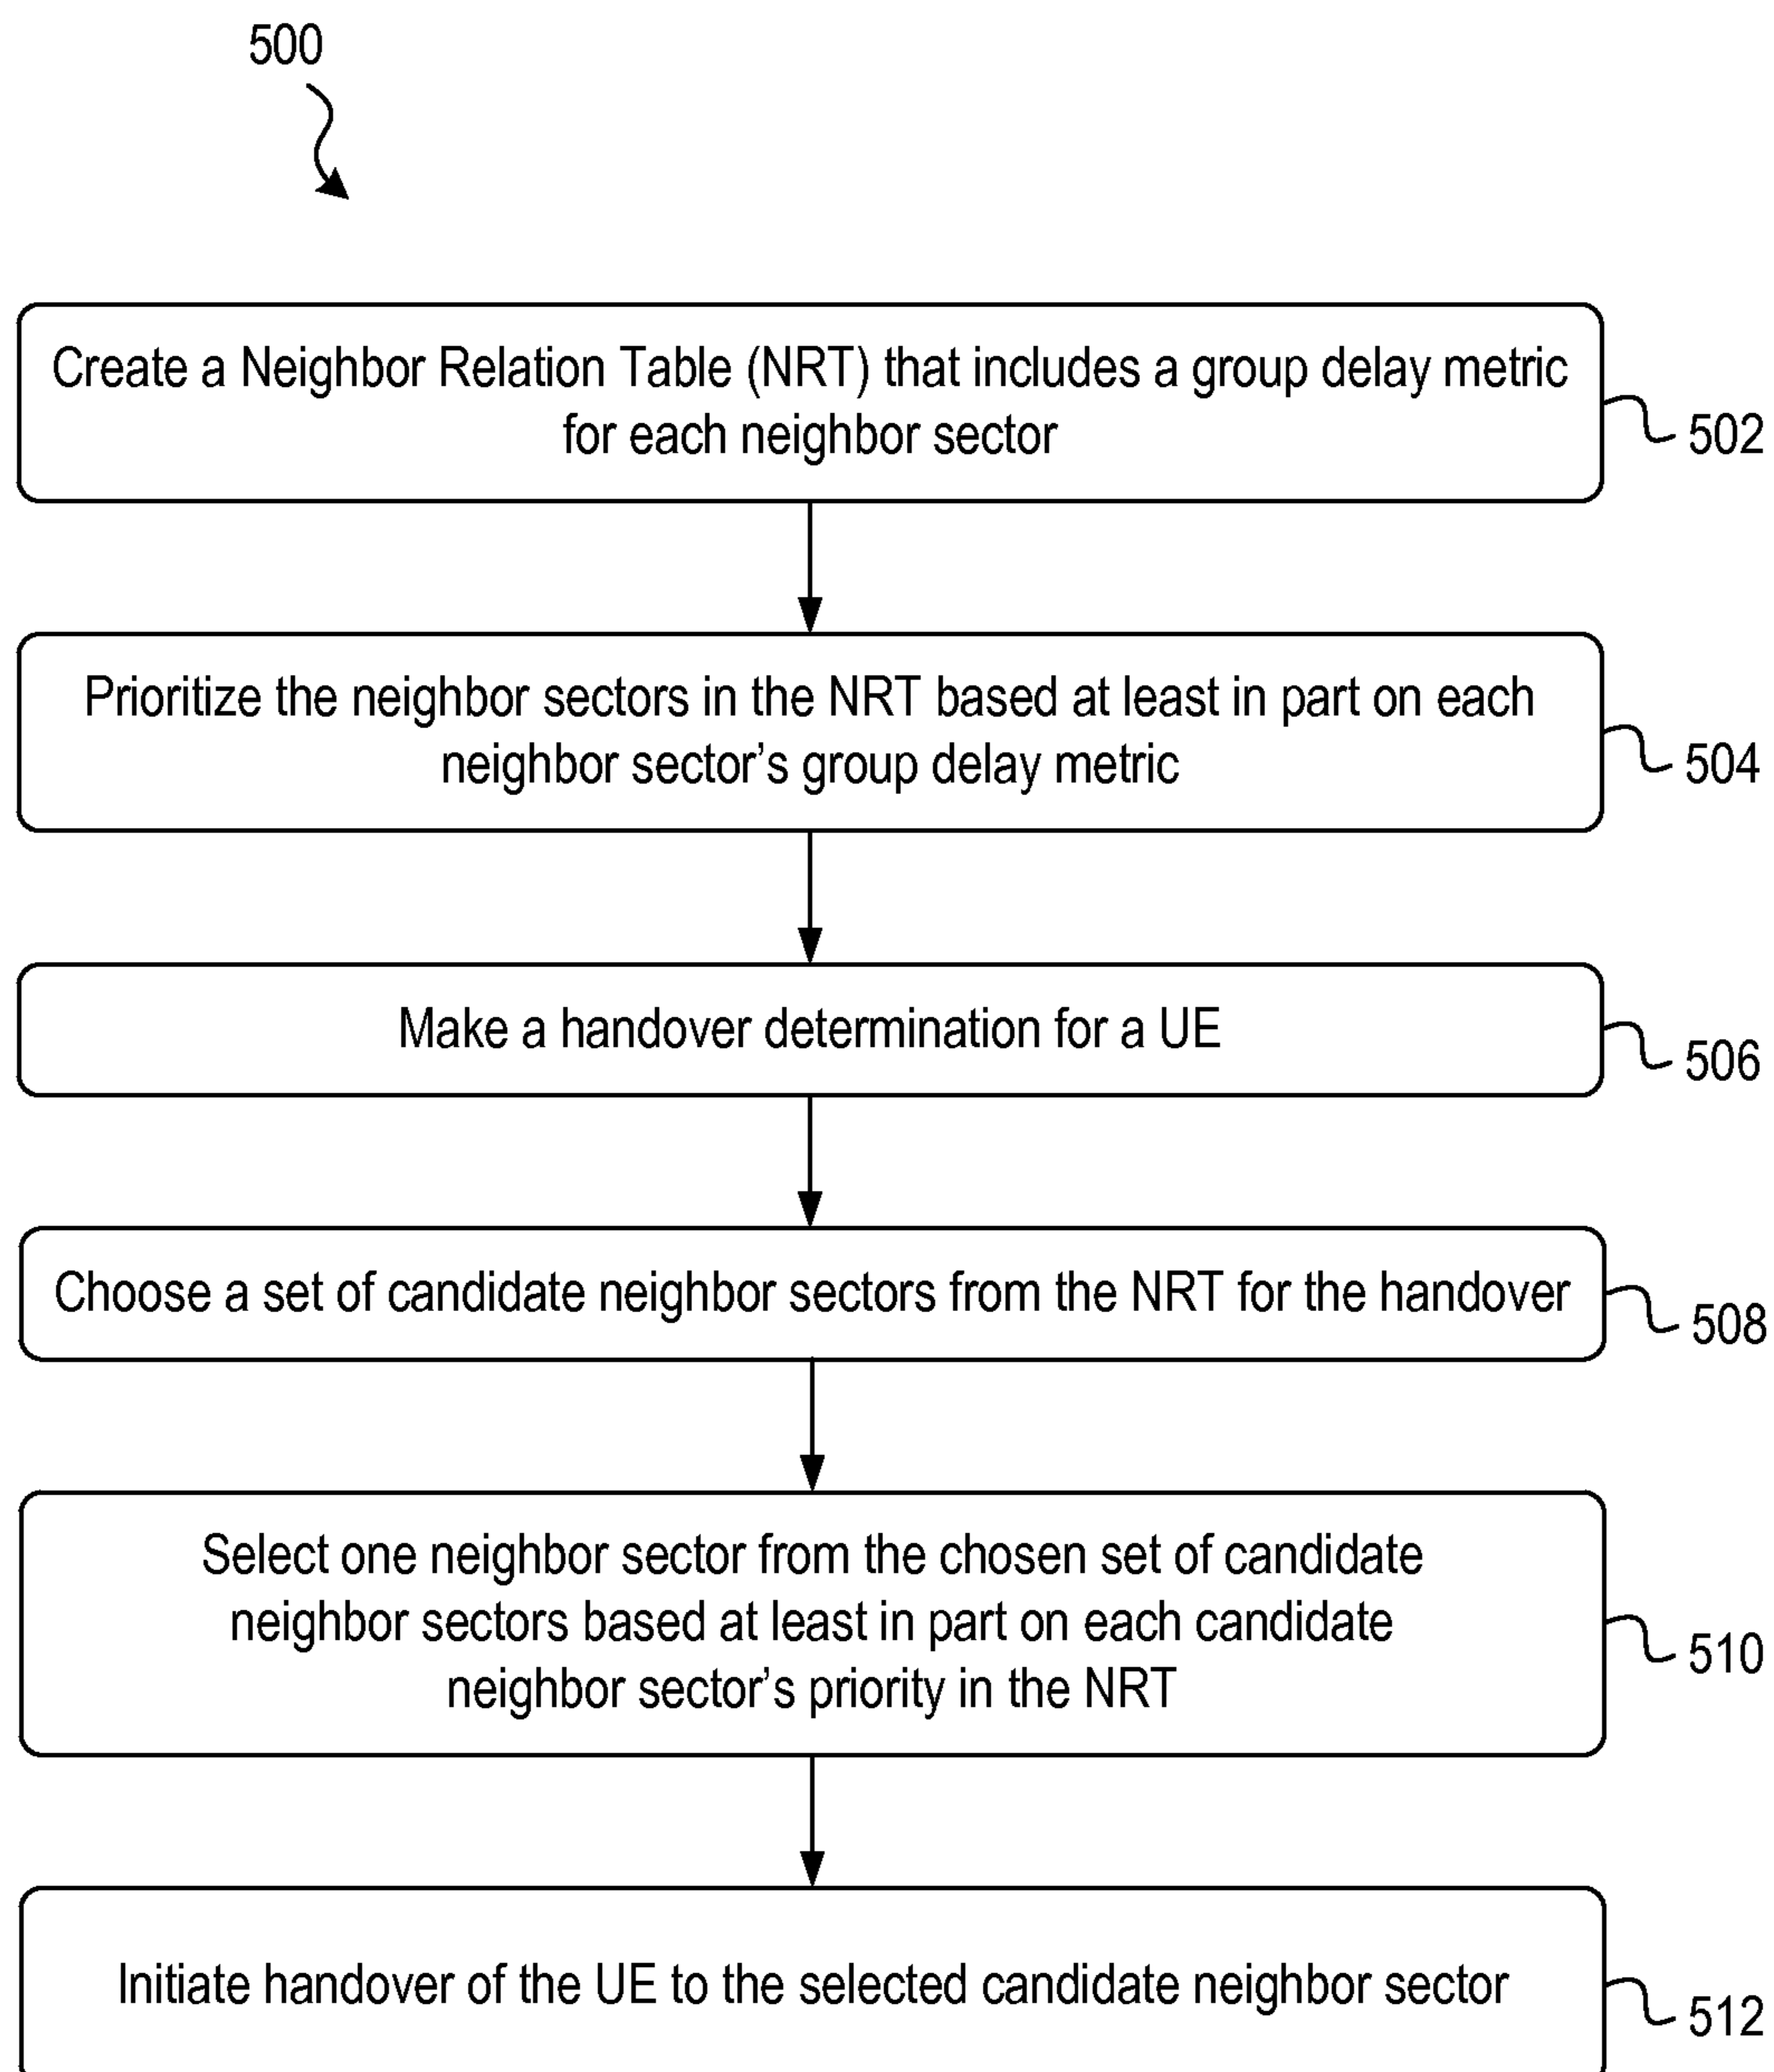 500
Create a Neighbor Relation Table (NRT) that includes a group delay metric
for each neighbor sector
502
Prioritize the neighbor sectors in the NRT based at least in part on each
neighbor sector’s group delay metric
504
Make a handover determination for a UE
506
Choose a set of candidate neighbor sectors from the NRT for the handover
508
Select one neighbor sector from the chosen set of candidate
neighbor sectors based at least in part on each candidate
neighbor sector’s priority in the NRT
510
Initiate handover of the UE to the selected candidate neighbor sector
512